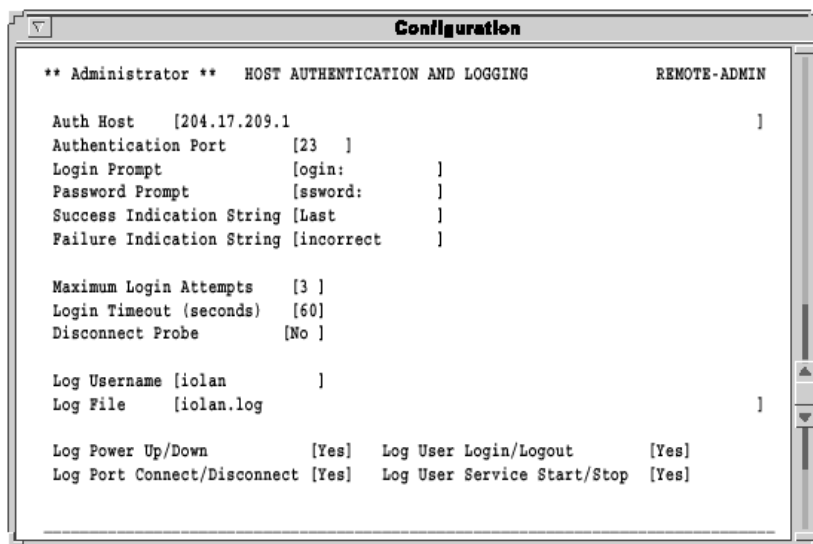 Configuration
** Administrator ** HOST AUTHENTICATION AND LOGGING REMOTE-ADMIN
Auth Host [204.17.209.1 ]
Authentication Port [23 ]
Login Prompt [ogin: ]
Password Prompt [ssword: ]
Success Indication String [Last ]
Failure Indication String [incorrect ]
Maximum Login Attempts [3 ]
Login Timeout (seconds) [60]
Disconnect Probe [No ]
Log Username [iolan ]
Log File [iolan.log ]
Log Power Up/Down [Yes] Log User Login/Logout [Yes]
Log Port Connect/Disconnect [Yes] Log User Service Start/Stop [Yes]